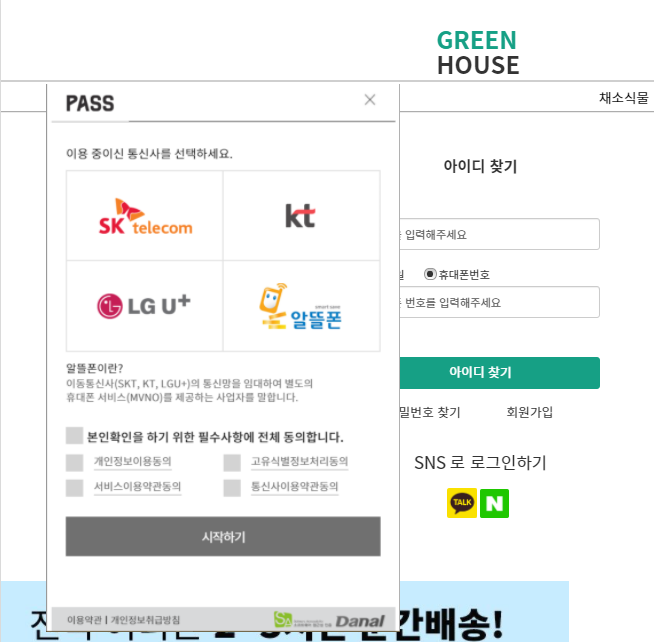 GREEN
HOUSE
채소식물
PASS
이용 중이신 통신사를 선택하세요.
SK telecom
kt
LG U+
알뜰폰
알뜰폰이란?
이동통신사(SKT, KT, LGU+)의 통신망을 임대하여 별도의
휴대폰 서비스(MVNO)를 제공하는 사업자를 말합니다.
본인확인을 하기 위한 필수사항에 전체 동의합니다.
개인정보이용동의
고유식별정보처리동의
서비스이용약관동의
통신사이용약관동의
시작하기
이용약관 | 개인정보취급방침
Danal
아이디 찾기
입력해주세요
휴대폰번호
번호를 입력해주세요
아이디 찾기
밀번호 찾기
회원가입
SNS 로 로그인하기
TALK
N
배송!